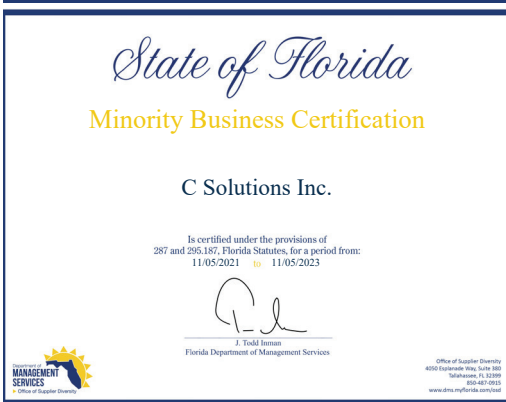 State of Florida
Minority Business Certification
C Solutions Inc.
Is certified under the provisions of
287 and 295.187, Florida Statutes, for a period from:
11/05/2021 to 11/05/2023
J. Todd Inman
Florida Department of Management Services
Department of
MANAGEMENT
SERVICES
Office of Supplier Diversity
Office of Supplier Diversity
4050 Esplanade Way, Suite 380
Tallahassee, FL 32399
850-487-0915
www.dms.myflorida.com/osd